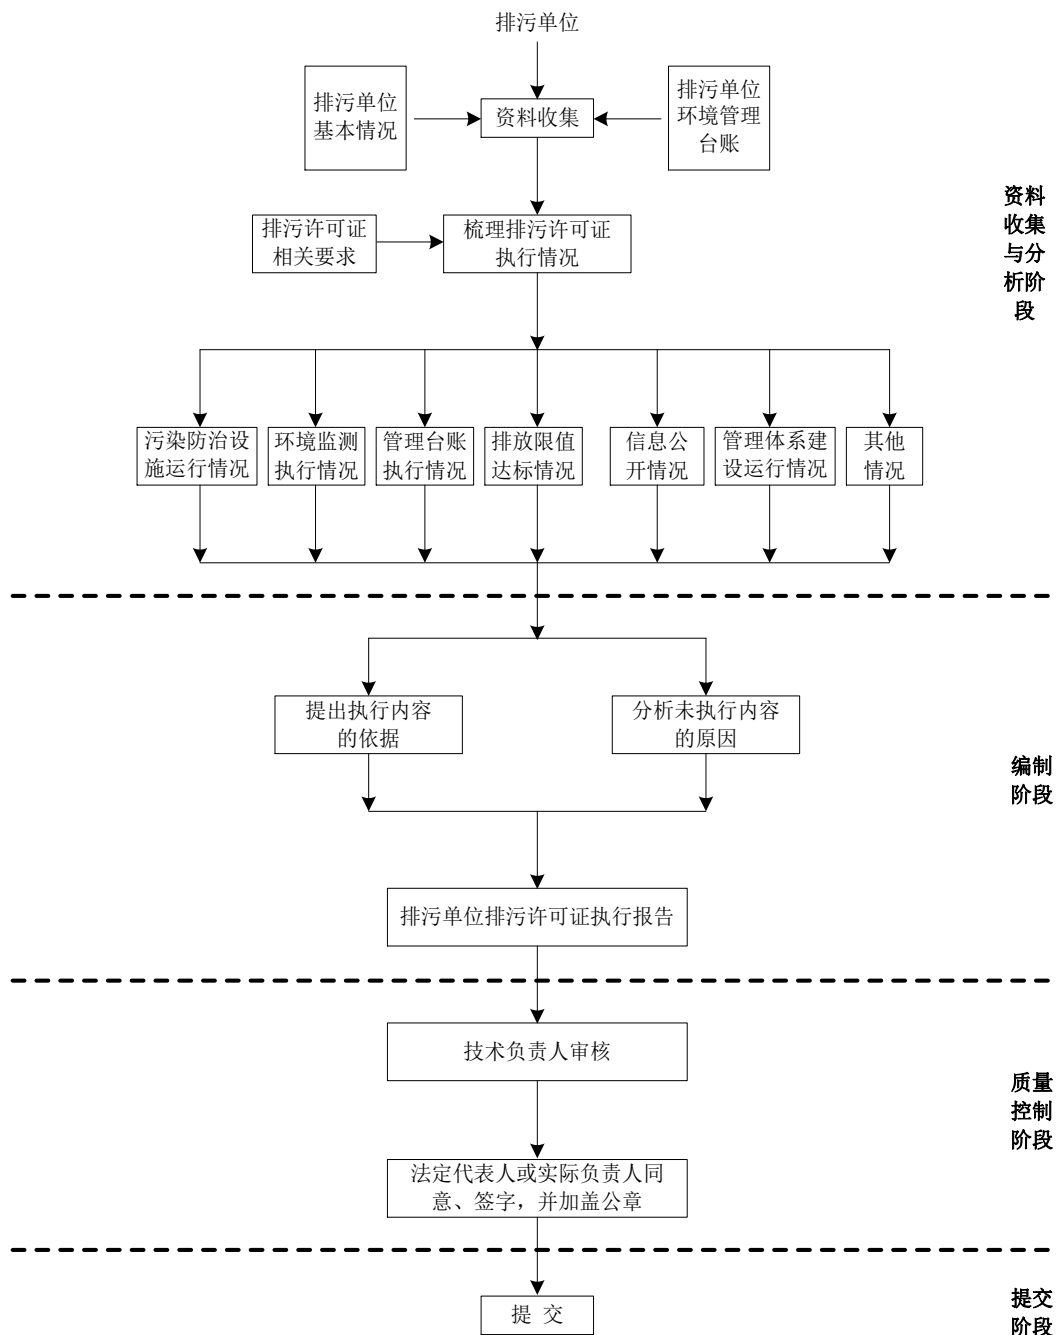 排污单位
排污单位
基本情况
资料收集
排污单位
环境管理
台账
资料
收集
与分
析阶
段
排污许可证
相关要求
梳理排污许可证
执行情况
污染防治设
施运行情况
环境监测
执行情况
管理台账
执行情况
排放限值
达标情况
信息公
开情况
管理体系建
设运行情况
其他
情况
提出执行内容
的依据
分析未执行内容
的原因
编制
阶段
排污单位排污许可证执行报告
技术负责人审核
质量
控制
阶段
法定代表人或实际负责人同
意、签字，并加盖公章
提 交
提交
阶段